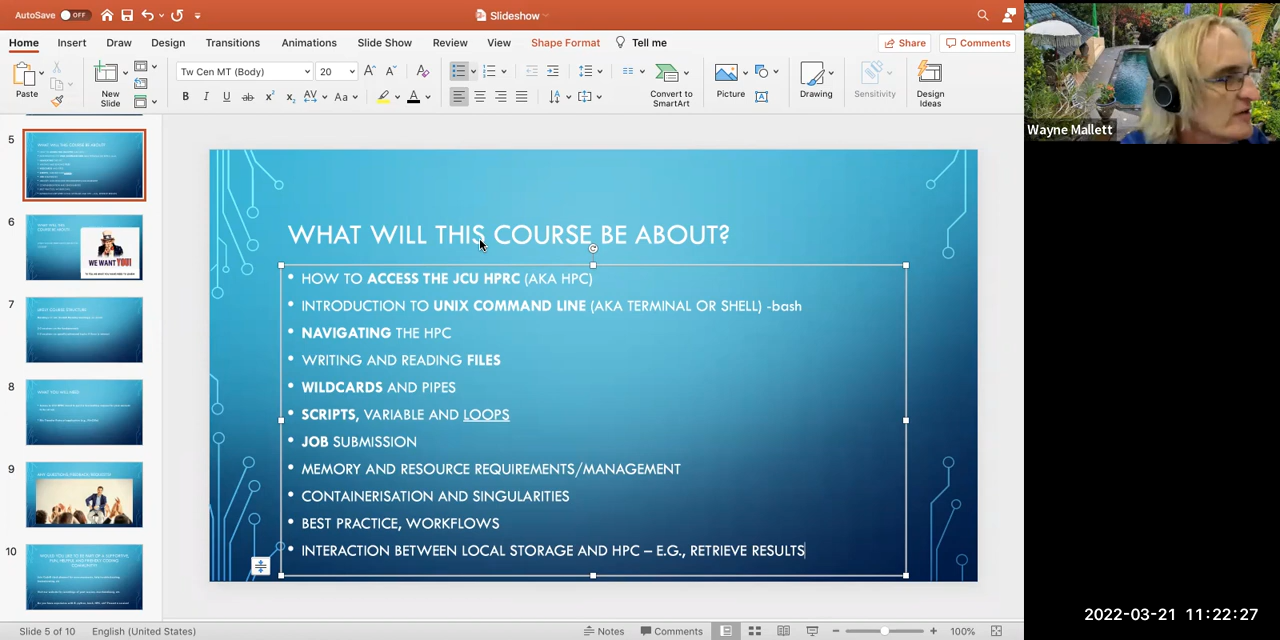 AutoSave OFF
Slideshow
Home Insert Draw Design Transitions Animations Slide Show Review View Shape Format Tell me
Share Comments
Paste
New
Slide
Tw Cen MT (Body) 20
Convert to
SmartArt
Picture
Drawing
Sensitivity
Design
Ideas
Wayne Mallett
5
6
WE WANT YOU!
7
8
9
10
WHAT WILL THIS COURSE BE ABOUT?
• HOW TO ACCESS THE JCU HPRC (AKA HPC)
• INTRODUCTION TO UNIX COMMAND LINE (AKA TERMINAL OR SHELL) -bash
• NAVIGATING THE HPC
• WRITING AND READING FILES
• WILDCARDS AND PIPES
• SCRIPTS, VARIABLE AND LOOPS
• JOB SUBMISSION
• MEMORY AND RESOURCE REQUIREMENTS/MANAGEMENT
• CONTAINERISATION AND SINGULARITIES
• BEST PRACTICE, WORKFLOWS
• INTERACTION BETWEEN LOCAL STORAGE AND HPC – E.G., RETRIEVE RESULTS
2022-03-21 11:22:27
Slide 5 of 10 English (United States) Notes Comments 100%